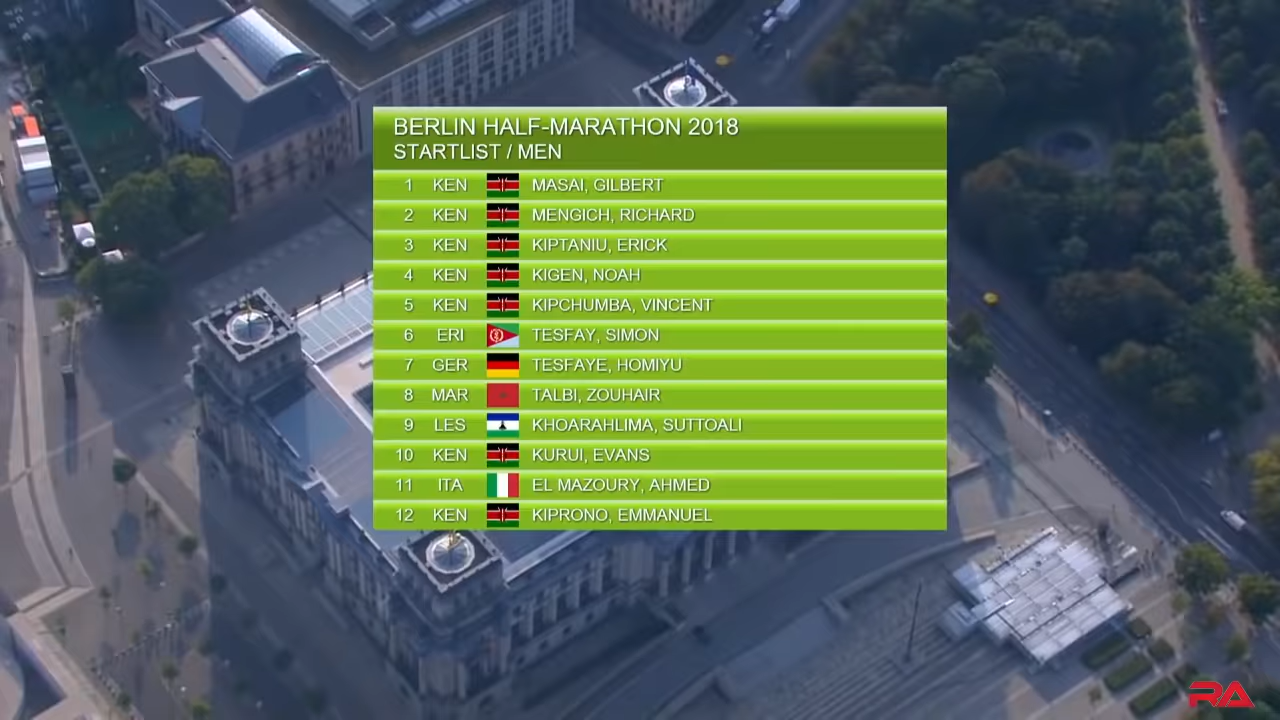 BERLIN HALF-MARATHON 2018
STARTLIST / MEN
1 KEN MASAI, GILBERT
2 KEN MENGICH, RICHARD
3 KEN KIPTANIU, ERICK
4 KEN KIGEN, NOAH
5 KEN KIPCHUMBA, VINCENT
6 ERI TESFAY, SIMON
7 GER TESFAYE, HOMIYU
8 MAR TALBI, ZOUHAIR
9 LES KHOARAHLIMA, SUTTOALI
10 KEN KURUI, EVANS
11 ITA EL MAZOURY, AHMED
12 KEN KIPRONO, EMMANUEL
RA